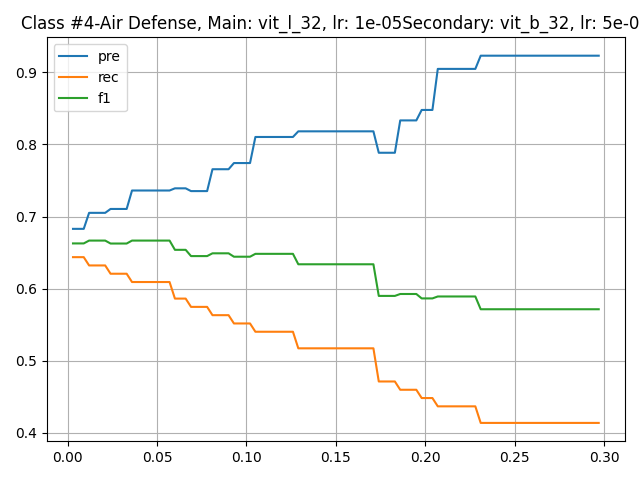 Class #4-Air Defense, Main: vit_l_32, lr: 1e-05Secondary: vit_b_32, lr: 5e-0
pre
rec
f1
0.9
0.8
0.7
0.6
0.5
0.4
0.00 0.05 0.10 0.15 0.20 0.25 0.30